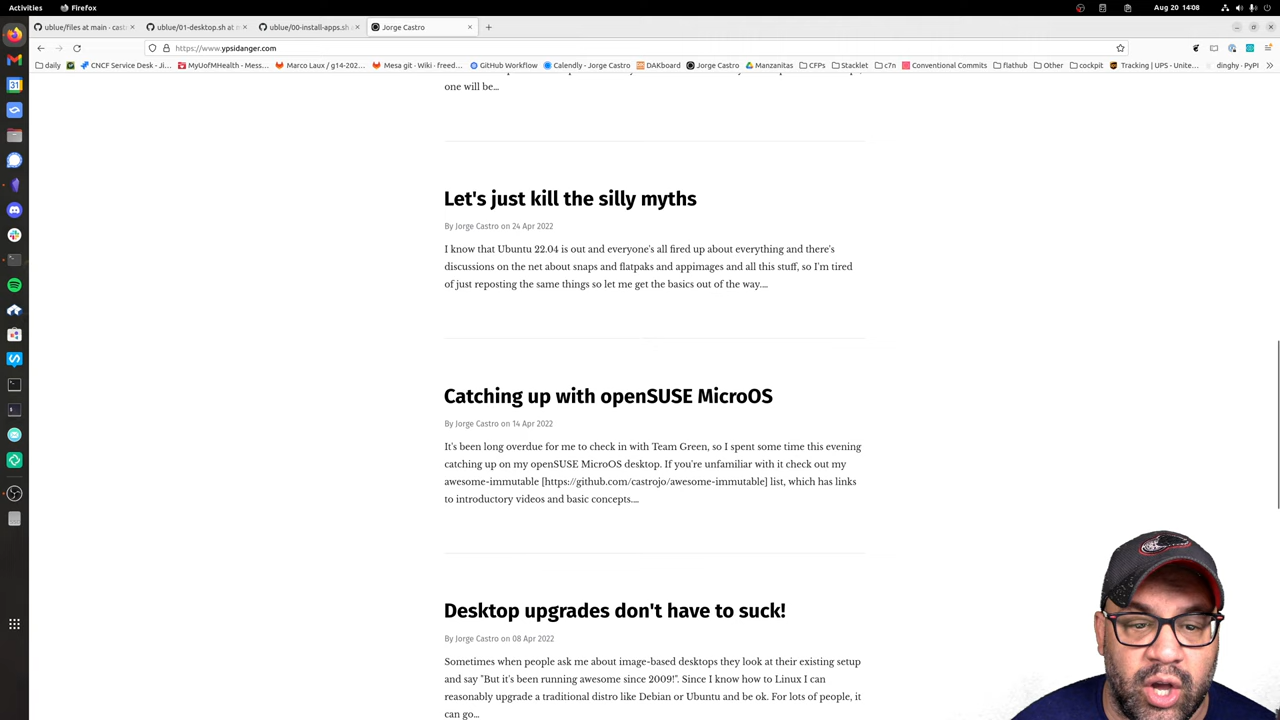 Activities
Firefox
Aug 20 14:08
ublue/files at main · cast
ublue/01-desktop.sh at
ublue/00-install-apps.sh
Jorge Castro
https://www.ypsidanger.com
daily
CNCF Service Desk - Ji...
MyUofMHealth - Mess...
Marco Laux / g14-202...
Mesa git · Wiki · freed...
GitHub Workflow
Calendly - Jorge Castro
DAKboard
Jorge Castro
Manzanitas
CFPs
Stacklet
c7n
Conventional Commits
flathub
Other
cockpit
Tracking | UPS - Unite...
dinghy · PyPI
one will be…
Let's just kill the silly myths
By Jorge Castro on 24 Apr 2022
I know that Ubuntu 22.04 is out and everyone's all fired up about everything and there's
discussions on the net about snaps and flatpaks and appimages and all this stuff, so I'm tired
of just reposting the same things so let me get the basics out of the way.…
Catching up with openSUSE MicroOS
By Jorge Castro on 14 Apr 2022
It's been long overdue for me to check in with Team Green, so I spent some time this evening
catching up on my openSUSE MicroOS desktop. If you're unfamiliar with it check out my
awesome-immutable [https://github.com/castrojo/awesome-immutable] list, which has links
to introductory videos and basic concepts.…
Desktop upgrades don't have to suck!
By Jorge Castro on 08 Apr 2022
Sometimes when people ask me about image-based desktops they look at their existing setup
and say "But it's been running awesome since 2009!". Since I know how to Linux I can
reasonably upgrade a traditional distro like Debian or Ubuntu and be ok. For lots of people, it
can go…